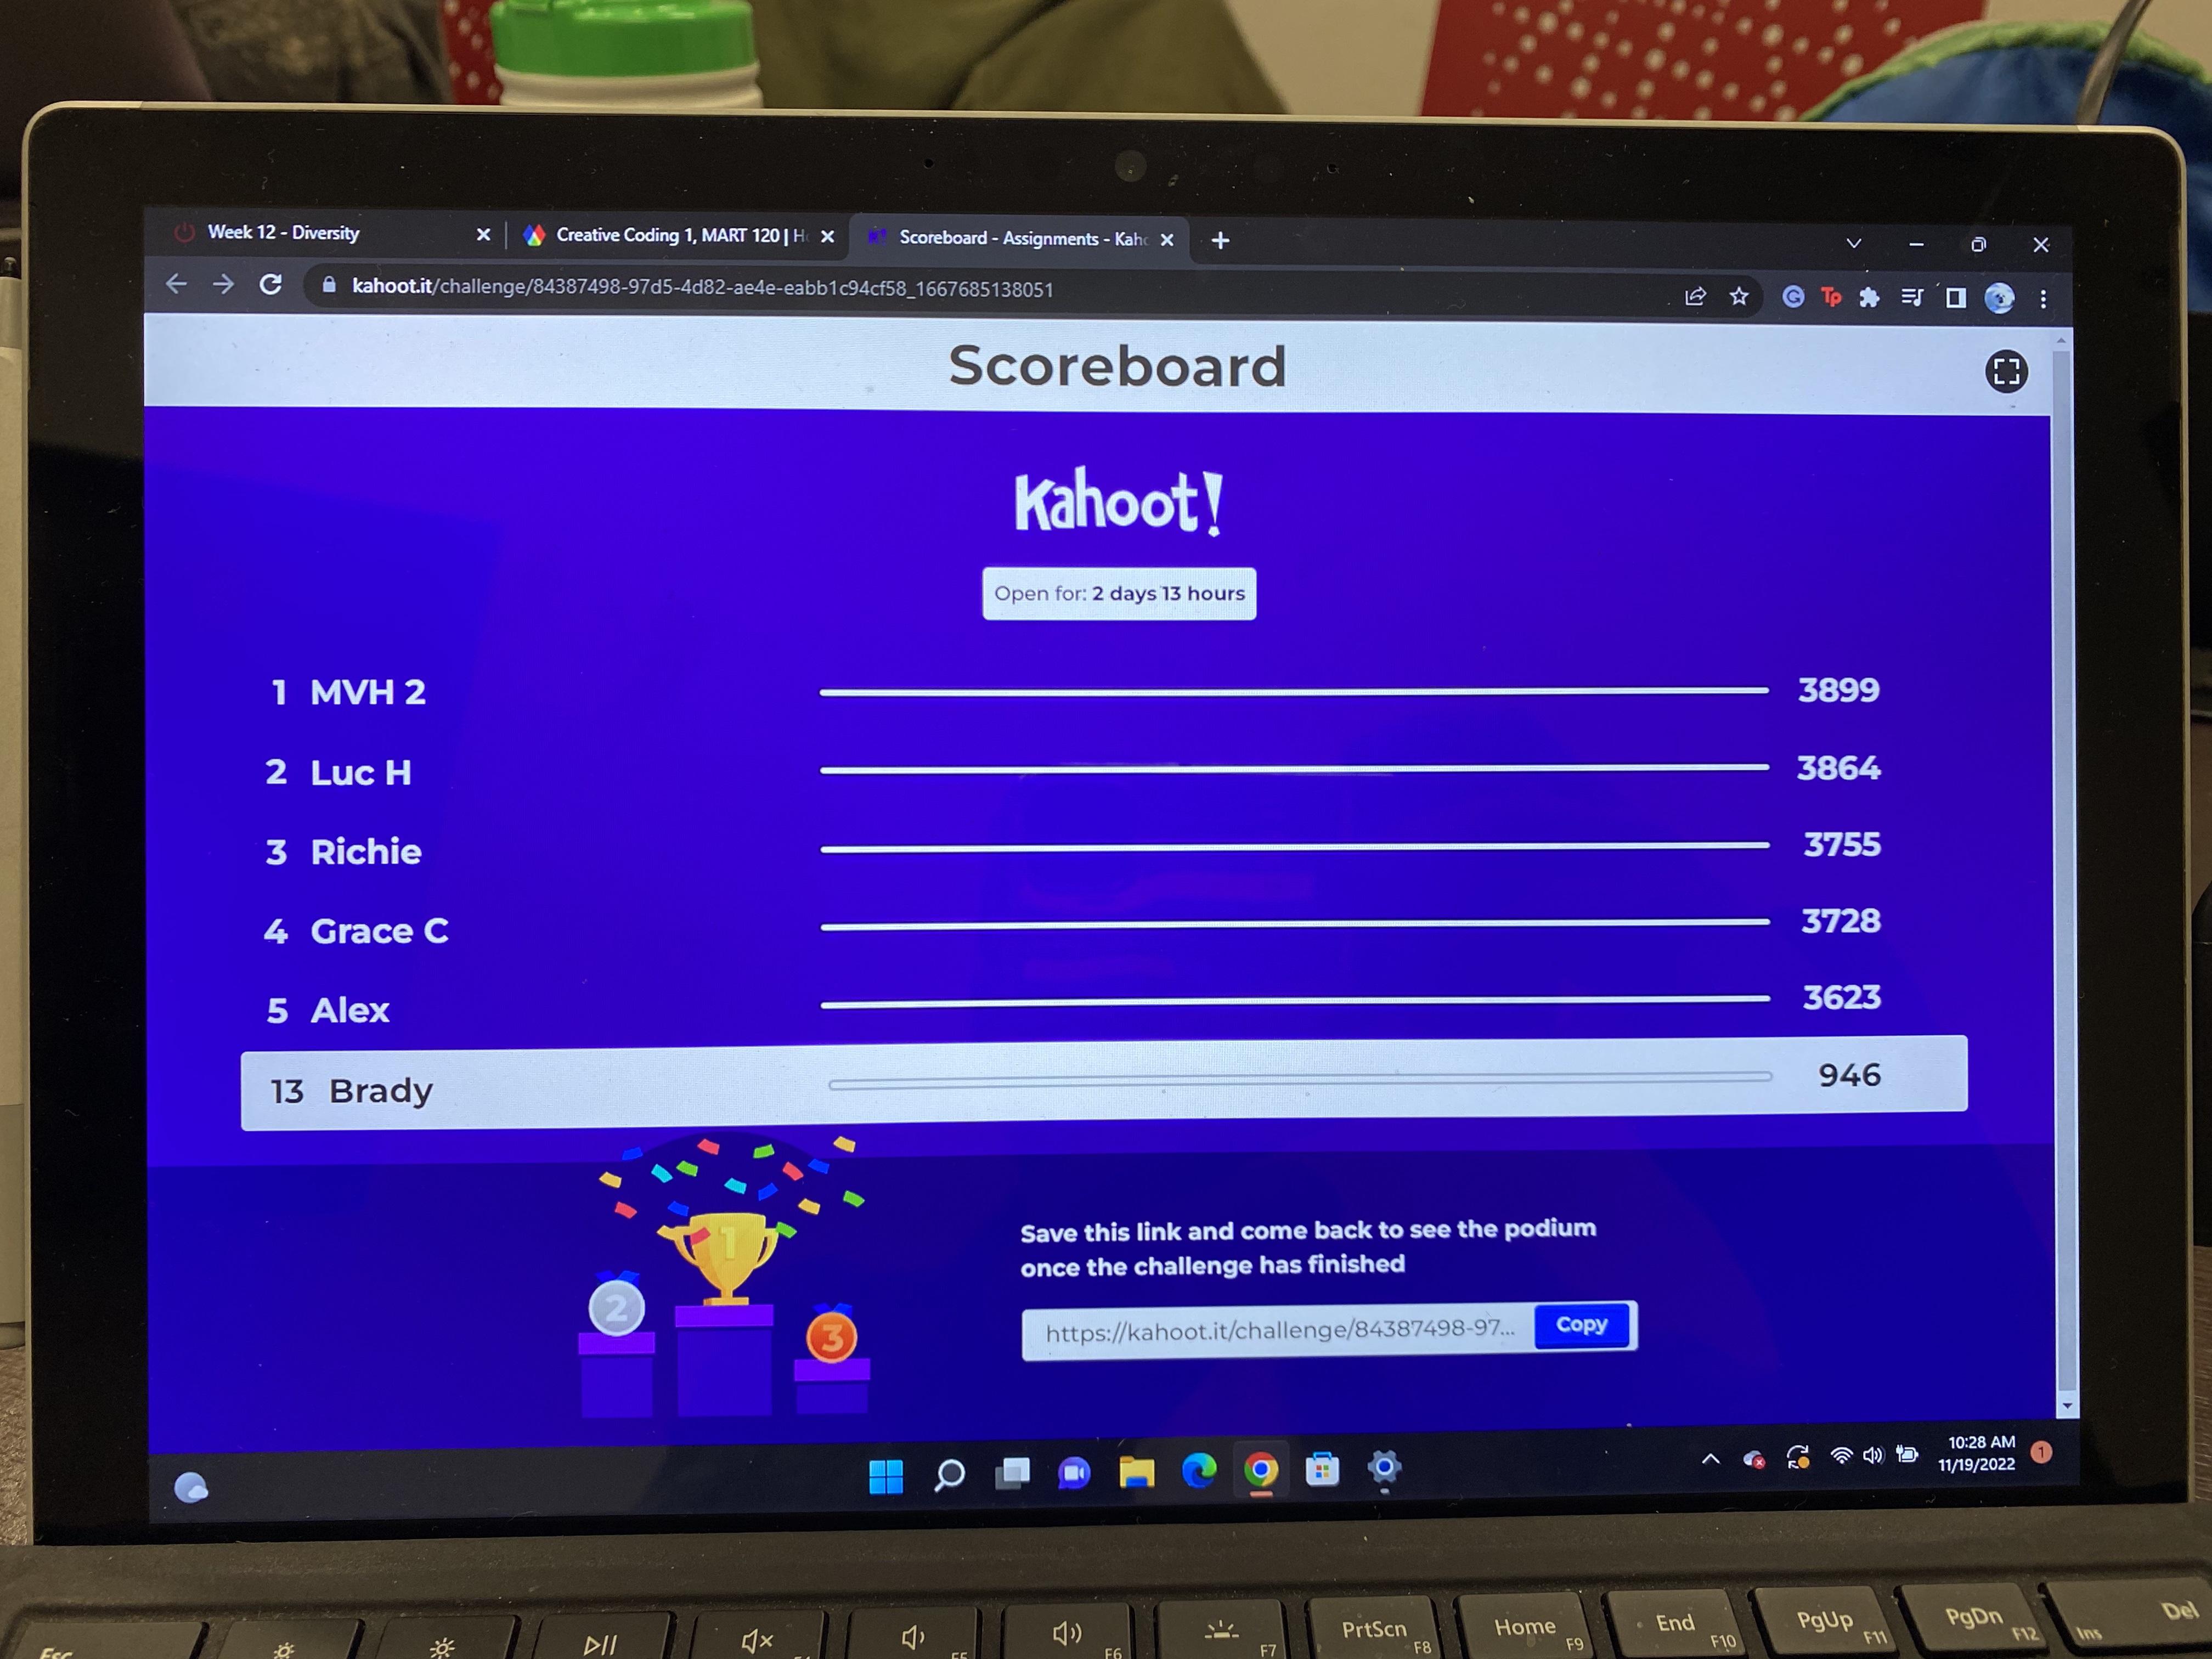 Week 12 - Diversity
Creative Coding 1, MART 120 | H
Scoreboard - Assignments - Kah
kahoot.it/challenge/84387498-97d5-4d82-ae4e-eabb1c94cf58_1667685138051
Tp
Scoreboard
Kahoot!
Open for: 2 days 13 hours
1 MVH 2 3899
2 Luc H 3864
3 Richie 3755
4 Grace C 3728
5 Alex 3623
13 Brady 946
1
2
3
Save this link and come back to see the podium
once the challenge has finished
https://kahoot.it/challenge/84387498-97... Copy
10:28 AM
11/19/2022
1
Esc
F5
F6
F7
PrtScn F8
Home F9
End F10
PgUp F11
PgDn F12
Del
Ins